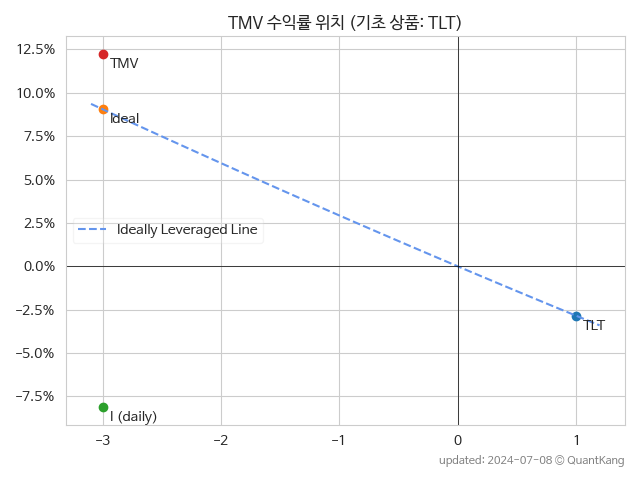 TMV 수익률 위치 (기초 상품: TLT)
12.5%
10.0%
7.5%
5.0%
2.5%
0.0%
−2.5%
−5.0%
−7.5%
TMV
Ideal
Ideally Leveraged Line
TLT
I (daily)
−3
−2
−1
0
1
updated: 2024-07-08 © QuantKang